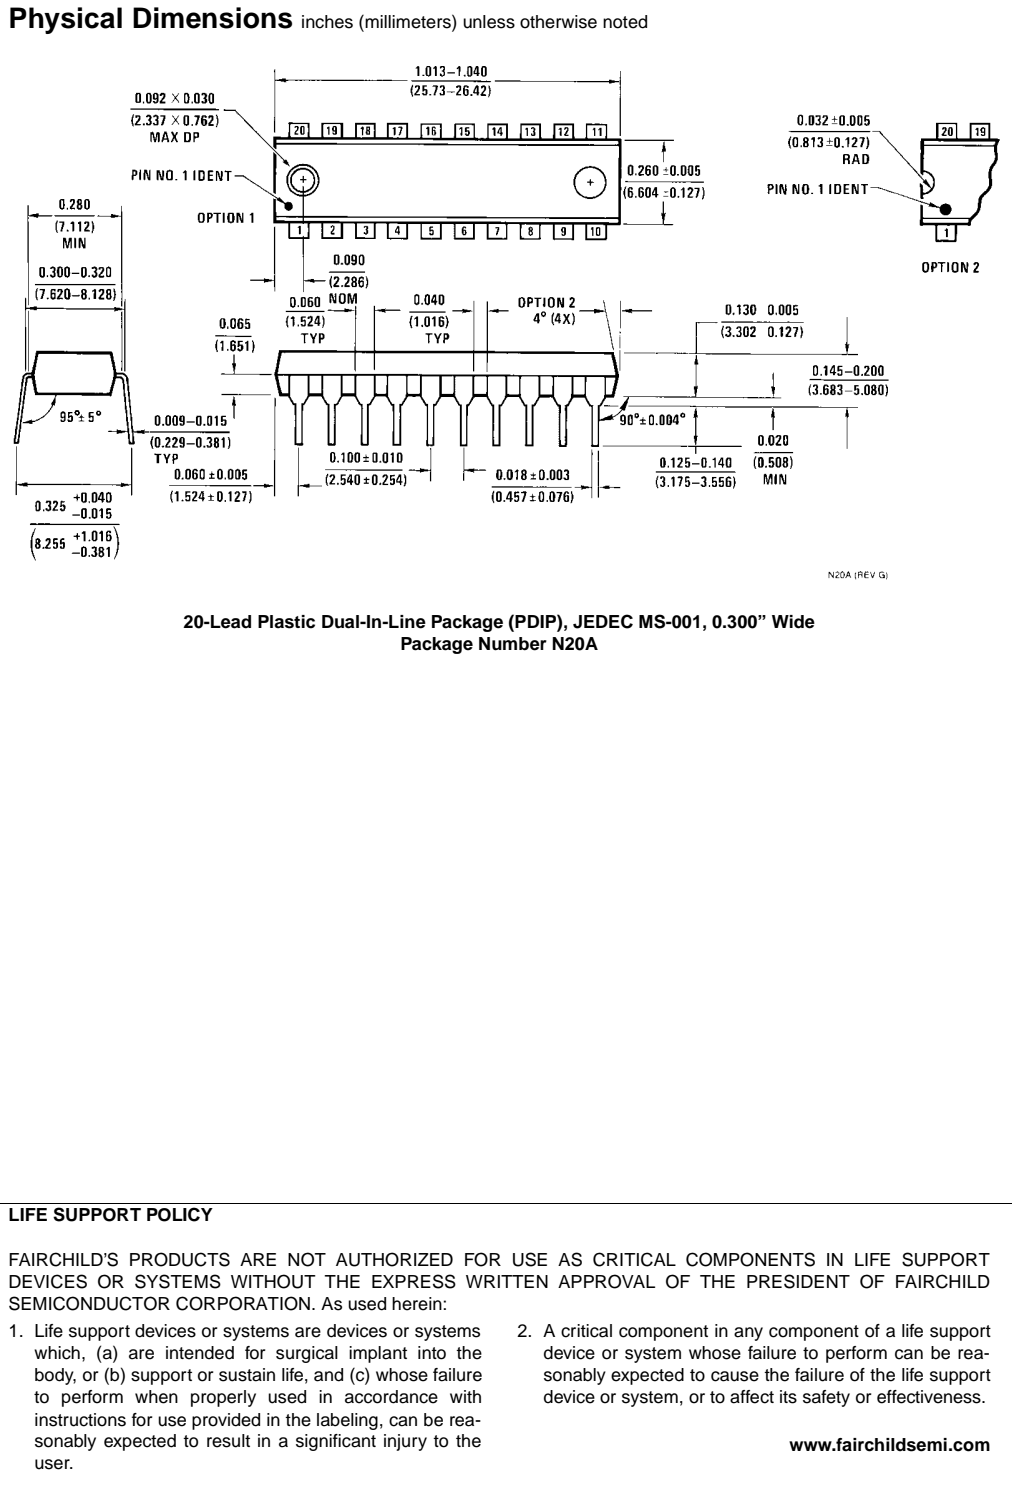 Physical Dimensions inches (millimeters) unless otherwise noted
1.013–1.040
(25.73–26.42)
0.092 × 0.030
(2.337 × 0.762)
MAX DP
20 19 18 17 16 15 14 13 12 11
0.032 ±0.005
(0.813 ±0.127)
RAD
20 19
0.260 ±0.005
(6.604 ±0.127)
PIN NO. 1 IDENT
PIN NO. 1 IDENT
OPTION 1
1 2 3 4 5 6 7 8 9 10
1
OPTION 2
0.280
(7.112)
MIN
0.090
(2.286)
NOM
0.300–0.320
(7.620–8.128)
0.060
(1.524)
TYP
0.040
(1.016)
TYP
OPTION 2
4° (4X)
0.130 0.005
(3.302 0.127)
0.065
(1.651)
0.145–0.200
(3.683–5.080)
95°± 5°
0.009–0.015
(0.229–0.381)
TYP
90°±0.004°
0.020
(0.508)
MIN
0.100±0.010
(2.540±0.254)
0.125–0.140
(3.175–3.556)
0.060 ±0.005
(1.524±0.127)
0.018±0.003
(0.457±0.076)
0.325 +0.040
–0.015
(8.255 +1.016
–0.381)
N20A (REV G)
20-Lead Plastic Dual-In-Line Package (PDIP), JEDEC MS-001, 0.300” Wide
Package Number N20A
LIFE SUPPORT POLICY
FAIRCHILD’S PRODUCTS ARE NOT AUTHORIZED FOR USE AS CRITICAL COMPONENTS IN LIFE SUPPORT
DEVICES OR SYSTEMS WITHOUT THE EXPRESS WRITTEN APPROVAL OF THE PRESIDENT OF FAIRCHILD
SEMICONDUCTOR CORPORATION. As used herein:
1. Life support devices or systems are devices or systems
which, (a) are intended for surgical implant into the
body, or (b) support or sustain life, and (c) whose failure
to perform when properly used in accordance with
instructions for use provided in the labeling, can be rea-
sonably expected to result in a significant injury to the
user.
2. A critical component in any component of a life support
device or system whose failure to perform can be rea-
sonably expected to cause the failure of the life support
device or system, or to affect its safety or effectiveness.
www.fairchildsemi.com